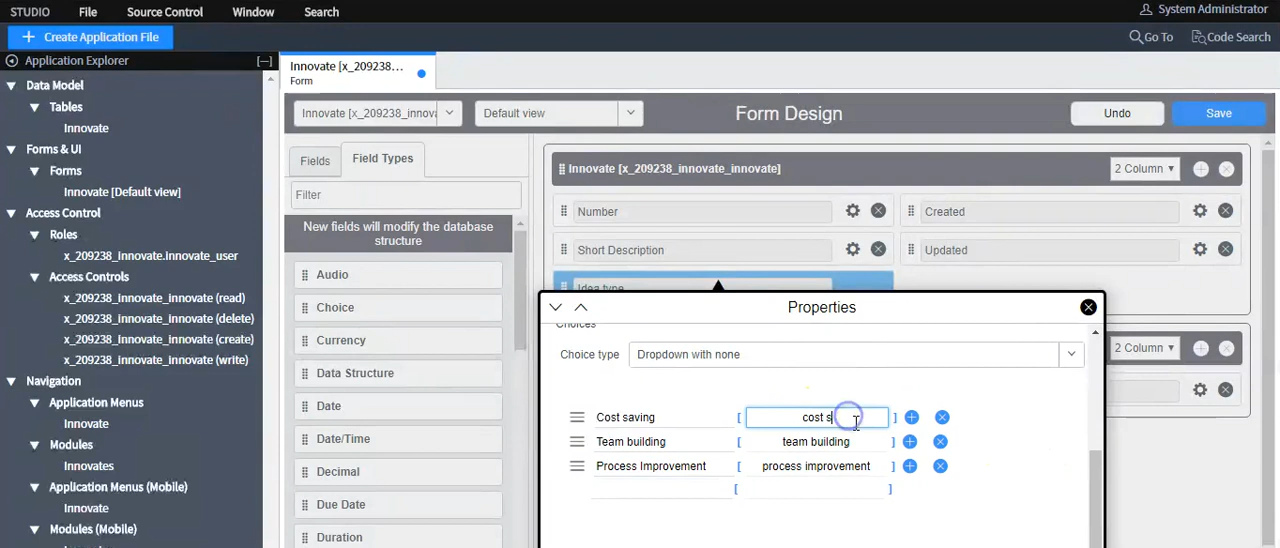 STUDIO File Source Control Window Search System Administrator
+ Create Application File Go To Code Search
Application Explorer [—]
Data Model
Tables
Innovate
Forms & UI
Forms
Innovate [Default view]
Access Control
Roles
x_209238_innovate.innovate_user
Access Controls
x_209238_innovate_innovate (read)
x_209238_innovate_innovate (delete)
x_209238_innovate_innovate (create)
x_209238_innovate_innovate (write)
Navigation
Application Menus
Innovate
Modules
Innovates
Application Menus (Mobile)
Innovate
Modules (Mobile)
Innovate [x_209238...
Form
Innovate [x_209238_innova Default view Form Design Undo Save
Fields Field Types
Filter
New fields will modify the database
structure
Audio
Choice
Currency
Data Structure
Date
Date/Time
Decimal
Due Date
Duration
Innovate [x_209238_innovate_innovate] 2 Column
Number Created
Short Description Updated
Idea type
2 Column
Properties
Choices
Choice type Dropdown with none
Cost saving [ cost s ]
Team building [ team building ]
Process Improvement [ process improvement ]
[ ]